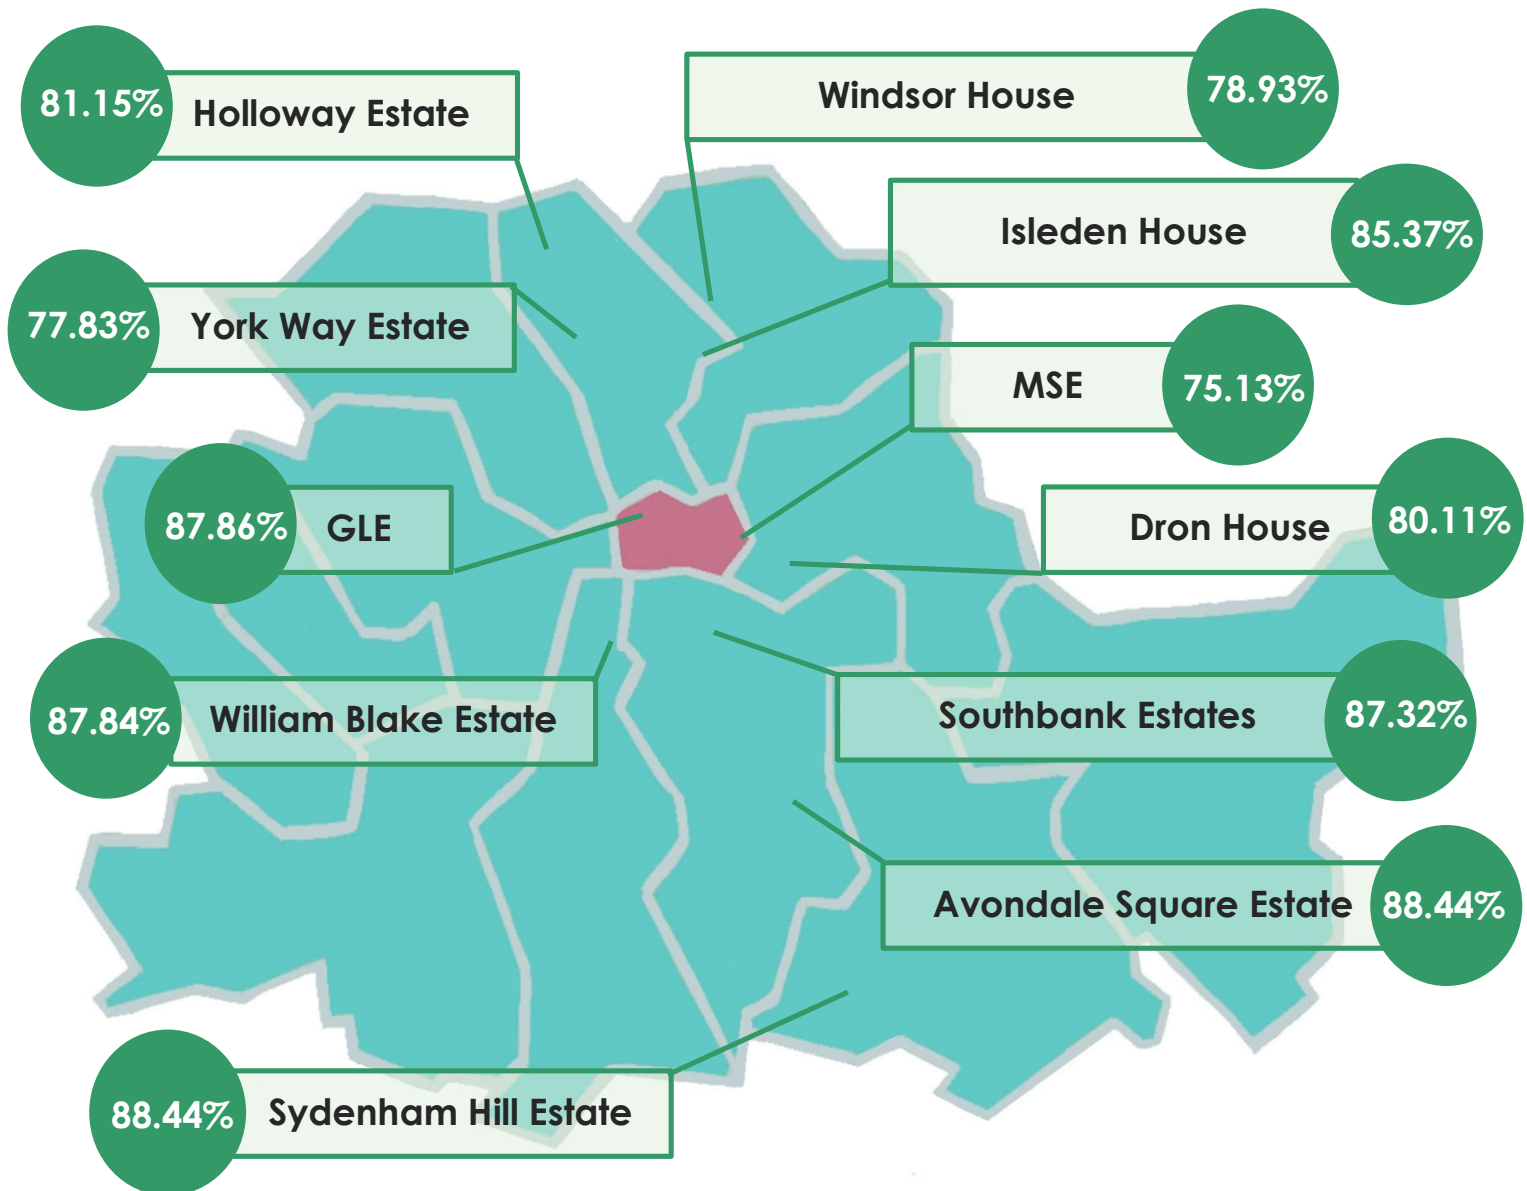 81.15%
Holloway Estate
Windsor House
78.93%
Isleden House
85.37%
77.83%
York Way Estate
MSE
75.13%
87.86%
GLE
Dron House
80.11%
87.84%
William Blake Estate
Southbank Estates
87.32%
Avondale Square Estate
88.44%
88.44%
Sydenham Hill Estate